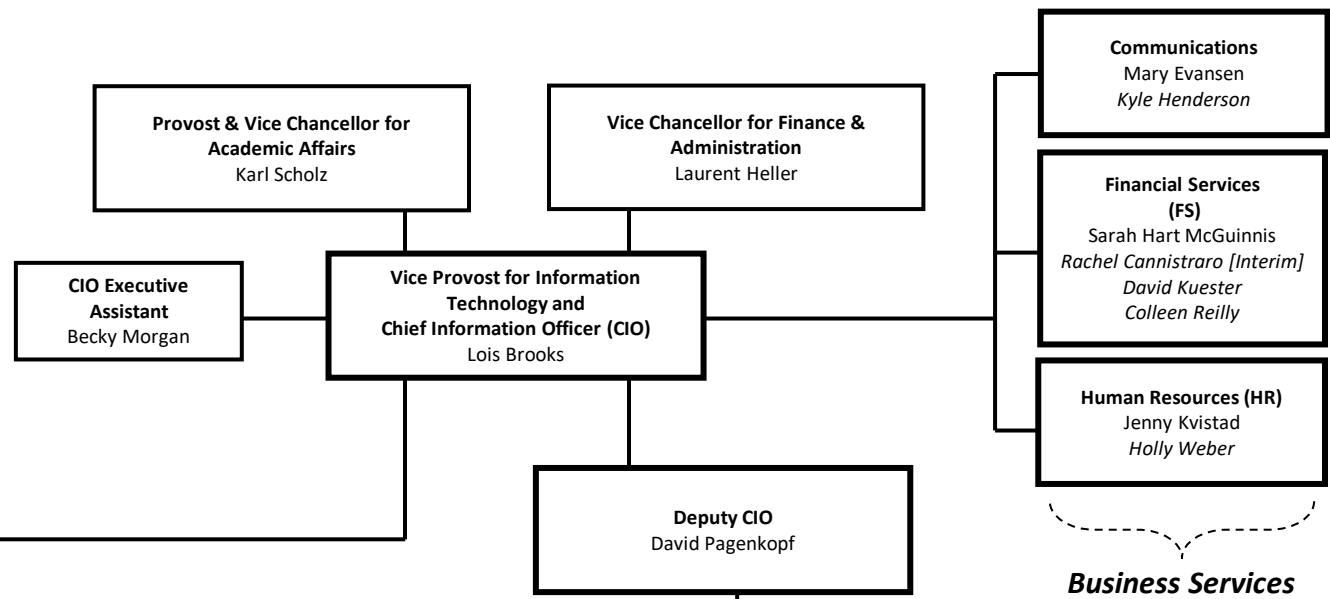 Communications
Mary Evansen
Kyle Henderson
Provost & Vice Chancellor for
Academic Affairs
Karl Scholz
Vice Chancellor for Finance &
Administration
Laurent Heller
Financial Services
(FS)
Sarah Hart McGuinnis
Rachel Cannistraro [Interim]
David Kuester
Colleen Reilly
CIO Executive
Assistant
Becky Morgan
Vice Provost for Information
Technology and
Chief Information Officer (CIO)
Lois Brooks
Human Resources (HR)
Jenny Kvistad
Holly Weber
Deputy CIO
David Pagenkopf
Business Services